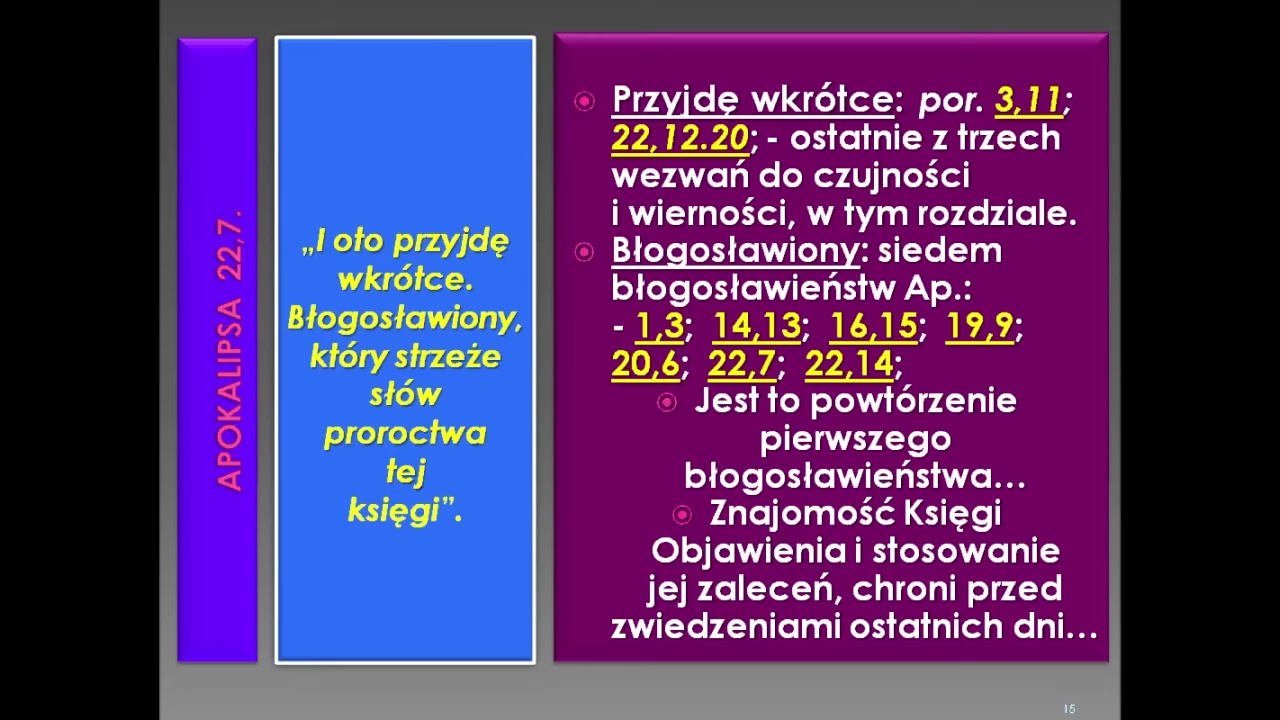 APOKALIPSA 22,7.
„I oto przyjdę
wkrótce.
Błogosławiony,
który strzeże
słów
proroctwa
tej
księgi”.
Przyjdę wkrótce: por. 3,11;
22,12.20; - ostatnie z trzech
wezwań do czujności
i wierności, w tym rozdziale.
Błogosławiony: siedem
błogosławieństw Ap.:
- 1,3; 14,13; 16,15; 19,9;
20,6; 22,7; 22,14;
Jest to powtórzenie
pierwszego
błogosławieństwa…
Znajomość Księgi
Objawienia i stosowanie
jej zaleceń, chroni przed
zwiedzeniami ostatnich dni…
15